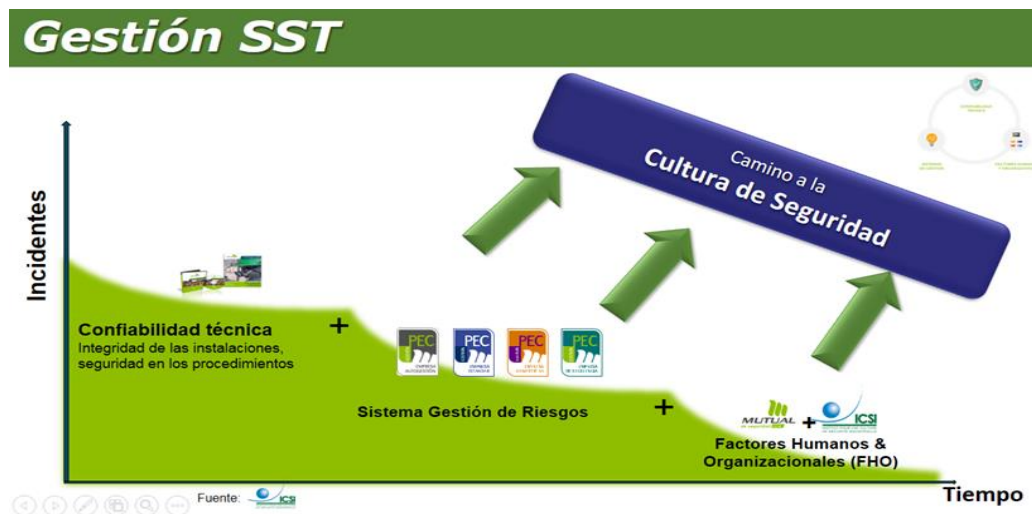 Gestión SST
Camino a la
Cultura de Seguridad
Incidentes
Confiabilidad técnica
Integridad de las instalaciones,
seguridad en los procedimientos
+
PEC
PEC
PEC
PEC
Sistema Gestión de Riesgos
+
MUTUAL
+
ICSI
Factores Humanos &
Organizacionales (FHO)
Tiempo
Fuente:
ICSI